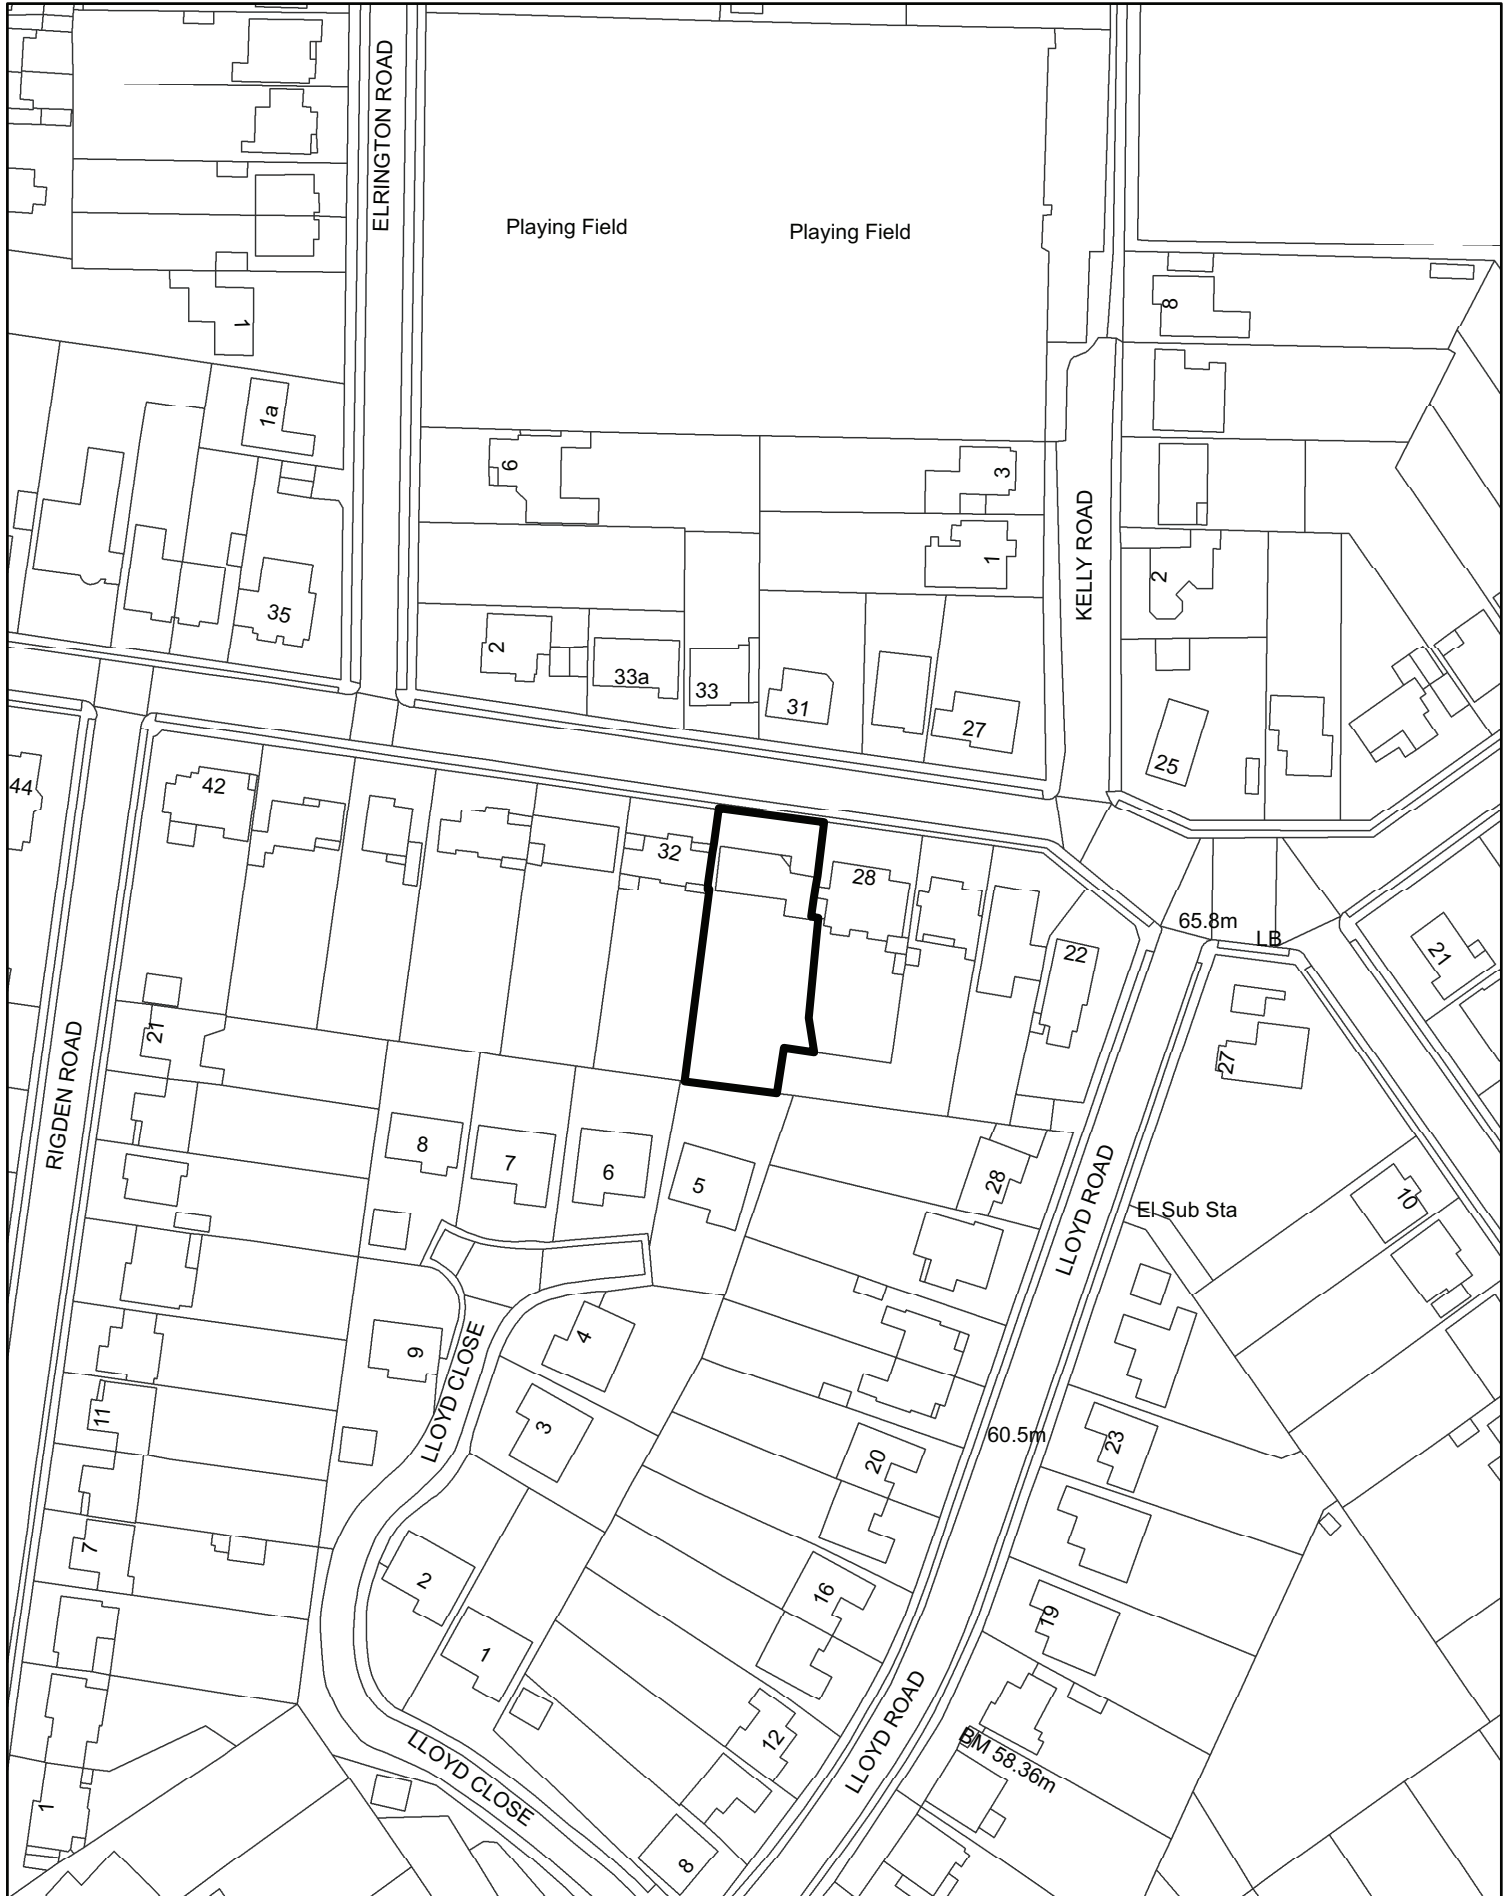 ELRINGTON ROAD
Playing Field
Playing Field
8
1
1a
6
3
KELLY ROAD
1
2
35
2
33a
33
31
27
25
44
42
32
28
22
65.8m
LB
21
27
21
RIGDEN ROAD
8
7
6
5
28
LLOYD ROAD
El Sub Sta
10
9
LLOYD CLOSE
4
3
11
20
60.5m
23
7
2
16
19
1
12
LLOYD ROAD
BM 58.36m
LLOYD CLOSE
1
8